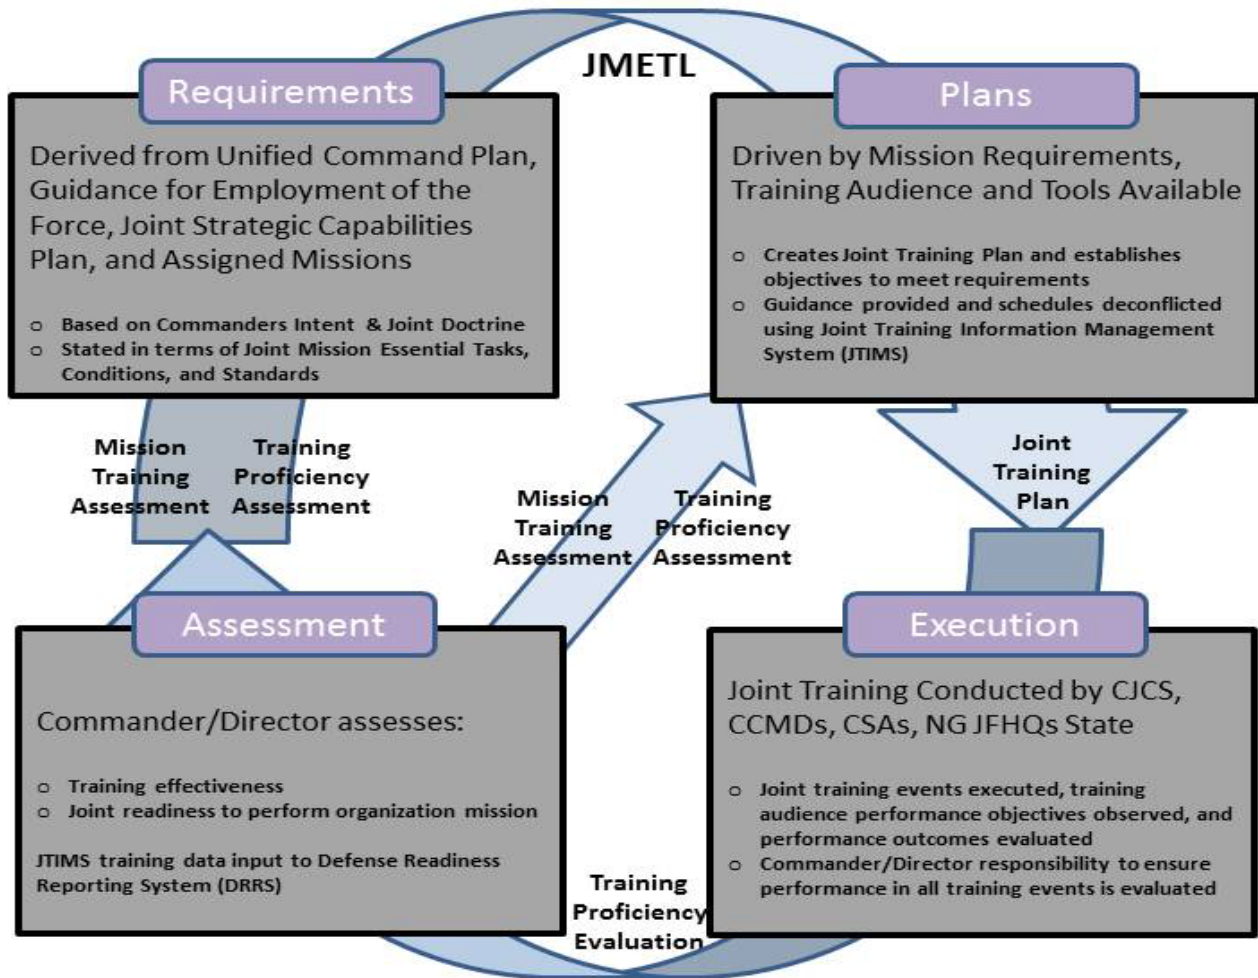 JMETL
Requirements
Derived from Unified Command Plan,
Guidance for Employment of the
Force, Joint Strategic Capabilities
Plan, and Assigned Missions
o Based on Commanders Intent & Joint Doctrine
o Stated in terms of Joint Mission Essential Tasks,
Conditions, and Standards
Plans
Driven by Mission Requirements,
Training Audience and Tools Available
o Creates Joint Training Plan and establishes
objectives to meet requirements
o Guidance provided and schedules deconflicted
using Joint Training Information Management
System (JTIMS)
Mission
Training
Assessment
Training
Proficiency
Assessment
Mission
Training
Assessment
Training
Proficiency
Assessment
Joint
Training
Plan
Assessment
Commander/Director assesses:
o Training effectiveness
o Joint readiness to perform organization mission
JTIMS training data input to Defense Readiness
Reporting System (DRRS)
Execution
Joint Training Conducted by CJCS,
CCMDs, CSAs, NG JFHQs State
o Joint training events executed, training
audience performance objectives observed, and
performance outcomes evaluated
o Commander/Director responsibility to ensure
performance in all training events is evaluated
Training
Proficiency
Evaluation